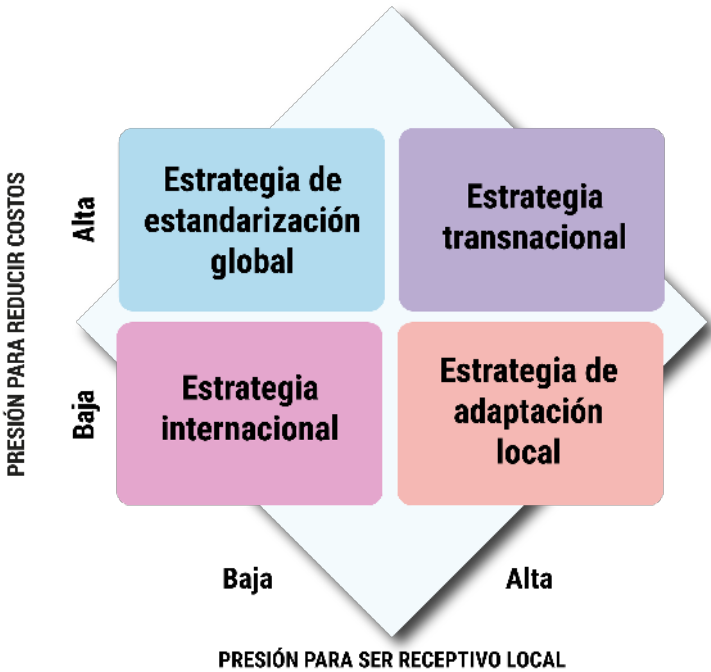 PRESIÓN PARA REDUCIR COSTOS
Alta
Estrategia de
estandarización
global
Estrategia
transnacional
Baja
Estrategia
internacional
Estrategia de
adaptación
local
Baja
Alta
PRESIÓN PARA SER RECEPTIVO LOCAL